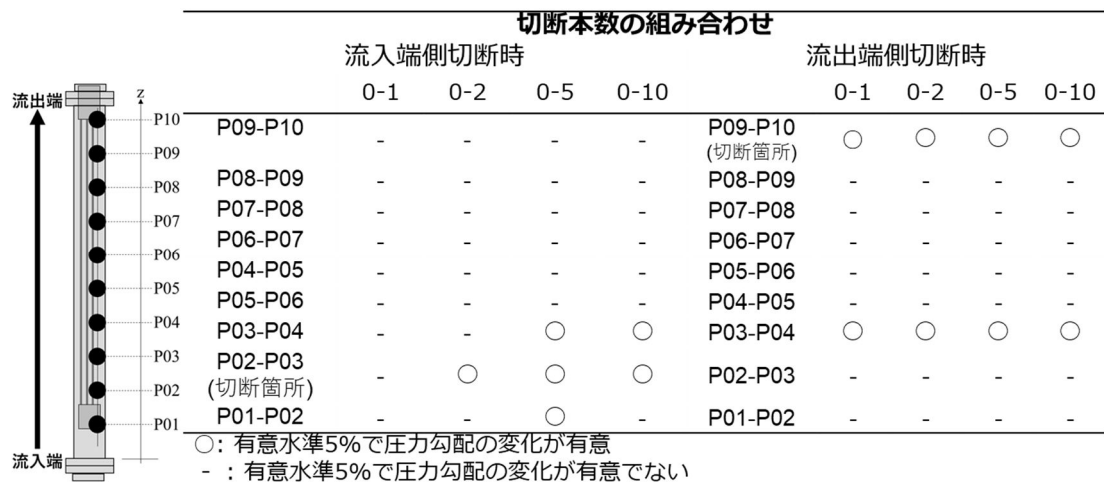 切断本数の組み合わせ
流入端側切断時 流出端側切断時
0-1 0-2 0-5 0-10 0-1 0-2 0-5 0-10
流出端
z
P10
P09
P08
P07
P06
P05
P04
P03
P02
P01
流入端
P09-P10 - - - - P09-P10 ○ ○ ○ ○
(切断箇所)
P08-P09 - - - - P08-P09 - - - -
P07-P08 - - - - P07-P08 - - - -
P06-P07 - - - - P06-P07 - - - -
P04-P05 - - - - P05-P06 - - - -
P05-P06 - - - - P04-P05 - - - -
P03-P04 - - ○ ○ P03-P04 ○ ○ ○ ○
P02-P03 - ○ ○ ○ P02-P03 - - - -
(切断箇所)
P01-P02 - - ○ - P01-P02 - - - -
○: 有意水準5%で圧力勾配の変化が有意
- : 有意水準5%で圧力勾配の変化が有意でない